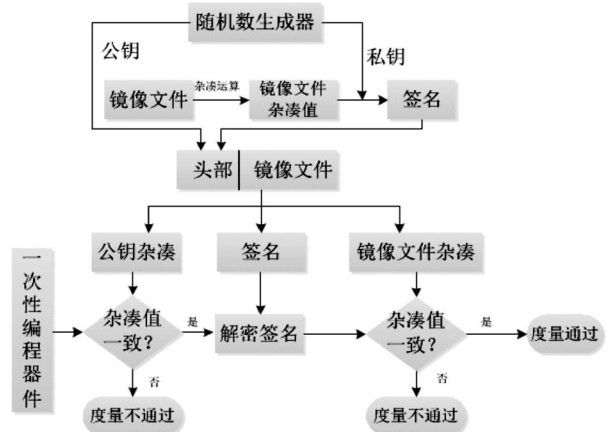 随机数生成器
公钥
私钥
镜像文件
杂凑运算
镜像文件
杂凑值
签名
头部
镜像文件
公钥杂凑
签名
镜像文件杂凑
一次性编程器件
杂凑值
一致？
是
解密签名
杂凑值
一致？
是
度量通过
否
否
度量不通过
度量不通过